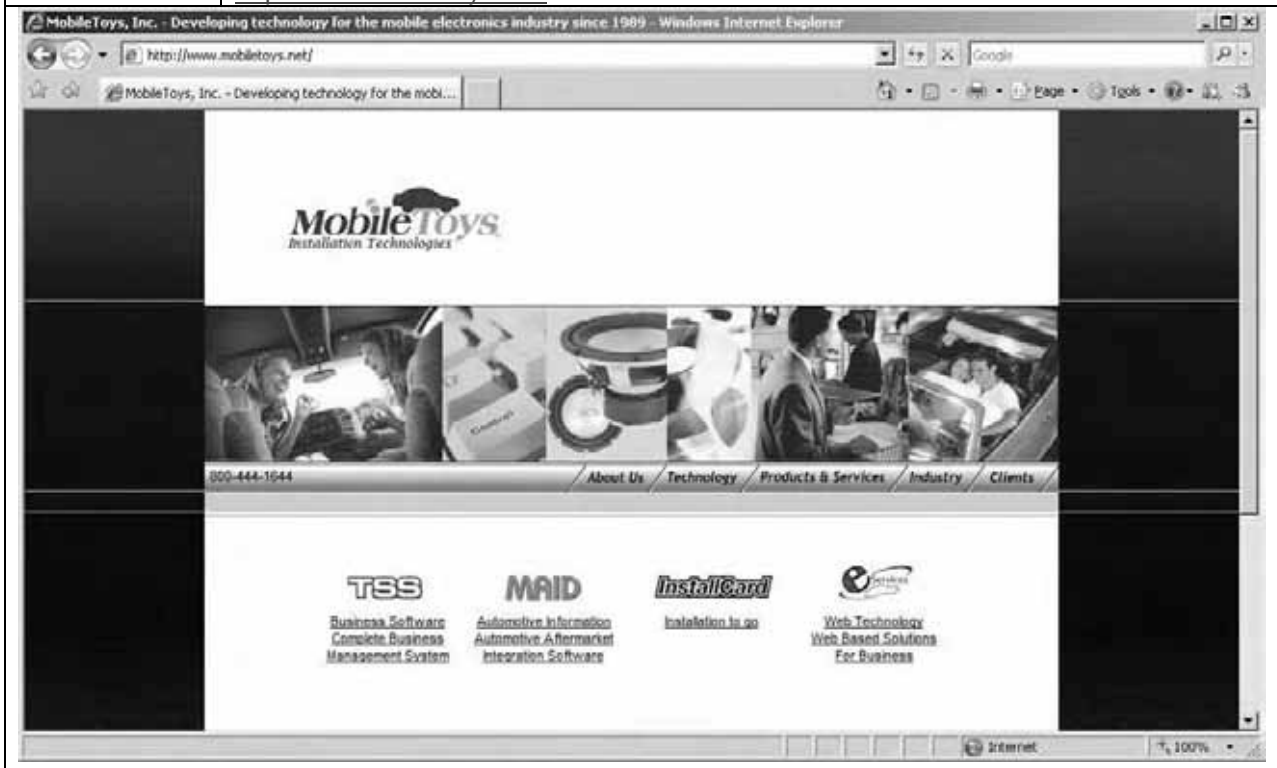 MobileToys, Inc. - Developing technology for the mobile electronics industry since 1989 - Windows Internet Explorer
http://www.mobiletoys.net/
Google
MobileToys, Inc. - Developing technology for the mobi...
Page
Tools
MobileToys
Installation Technologies
Control
800-444-1644
About Us
Technology
Products & Services
Industry
Clients
TSS
MAID
InstallCard
eServices
Business Software
Complete Business
Management System
Automotive Information
Automotive Aftermarket
Integration Software
Installation to go
Web Technology
Web Based Solutions
For Business
Internet
100%